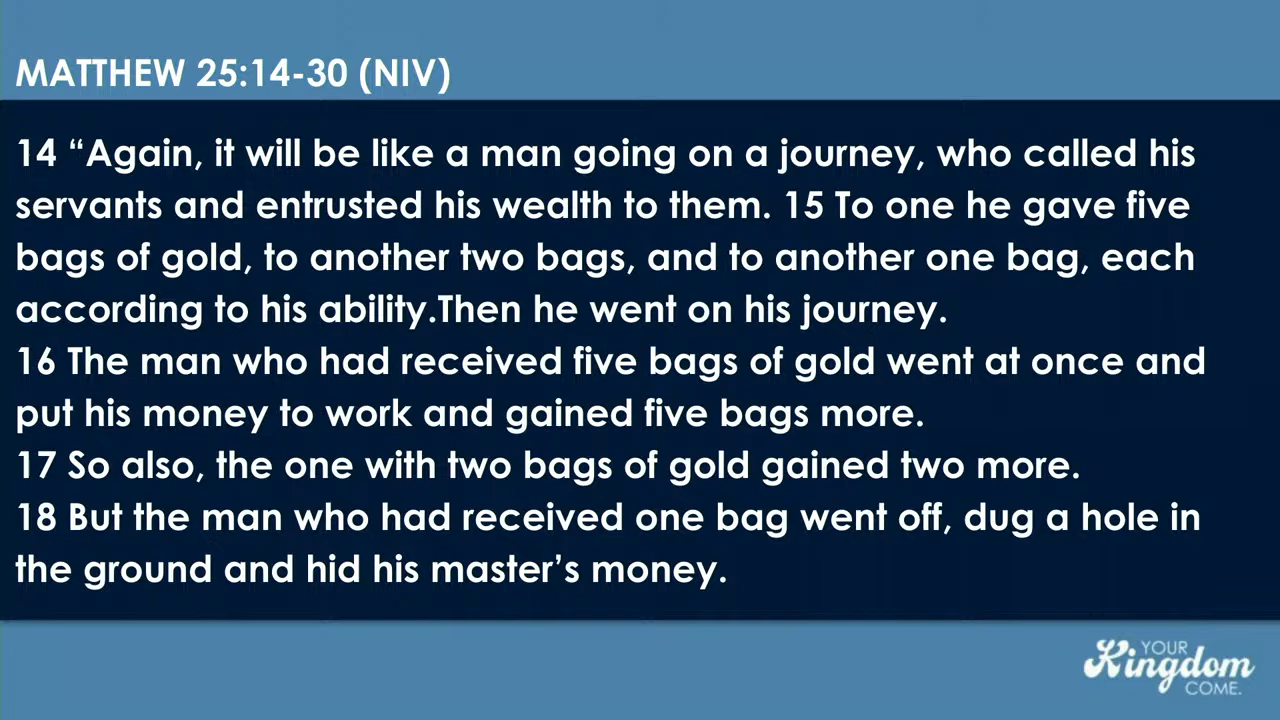 MATTHEW 25:14-30 (NIV)
14 “Again, it will be like a man going on a journey, who called his
servants and entrusted his wealth to them. 15 To one he gave five
bags of gold, to another two bags, and to another one bag, each
according to his ability.Then he went on his journey.
16 The man who had received five bags of gold went at once and
put his money to work and gained five bags more.
17 So also, the one with two bags of gold gained two more.
18 But the man who had received one bag went off, dug a hole in
the ground and hid his master’s money.
YOUR
Kingdom
COME.